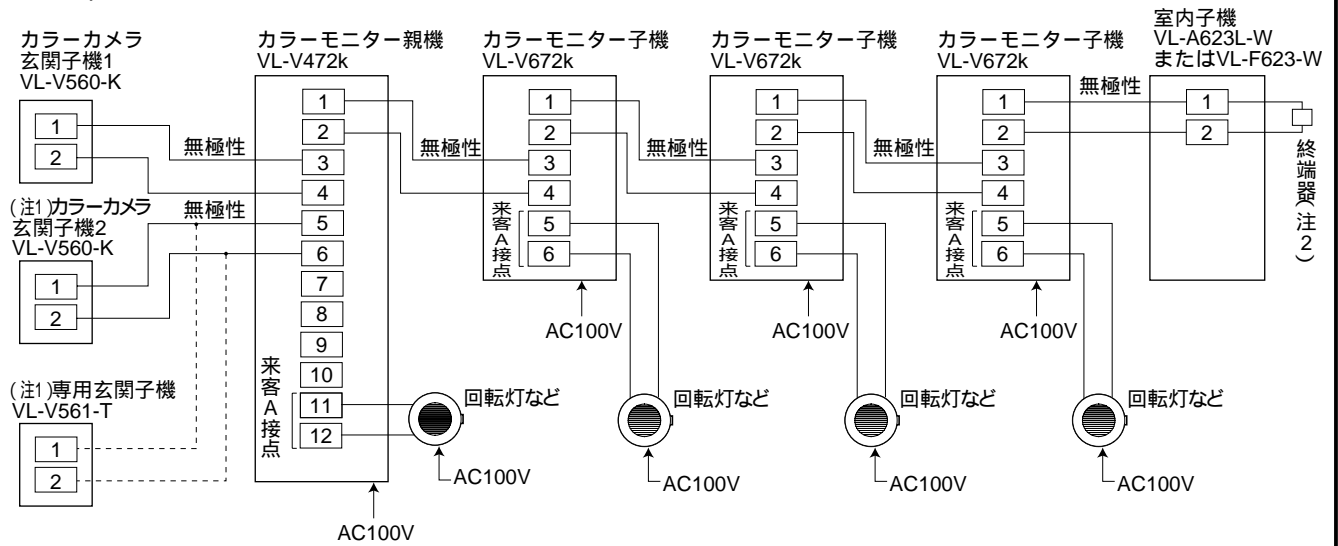 カラーカメラ
玄関子機1
VL-V560-K
1
2
無極性
(注1)カラーカメラ
玄関子機2
VL-V560-K
1
2
無極性
(注1)専用玄関子機
VL-V561-T
1
2
カラーモニター親機
VL-V472k
1
2
3
4
5
6
7
8
9
10
11
12
来客A接点
AC100V
回転灯など
AC100V
無極性
カラーモニター子機
VL-V672k
1
2
3
4
5
6
来客A接点
AC100V
回転灯など
AC100V
無極性
カラーモニター子機
VL-V672k
1
2
3
4
5
6
来客A接点
AC100V
回転灯など
AC100V
無極性
カラーモニター子機
VL-V672k
1
2
3
4
5
6
来客A接点
AC100V
回転灯など
AC100V
無極性
室内子機
VL-A623L-W
またはVL-F623-W
1
2
終端器(注2)